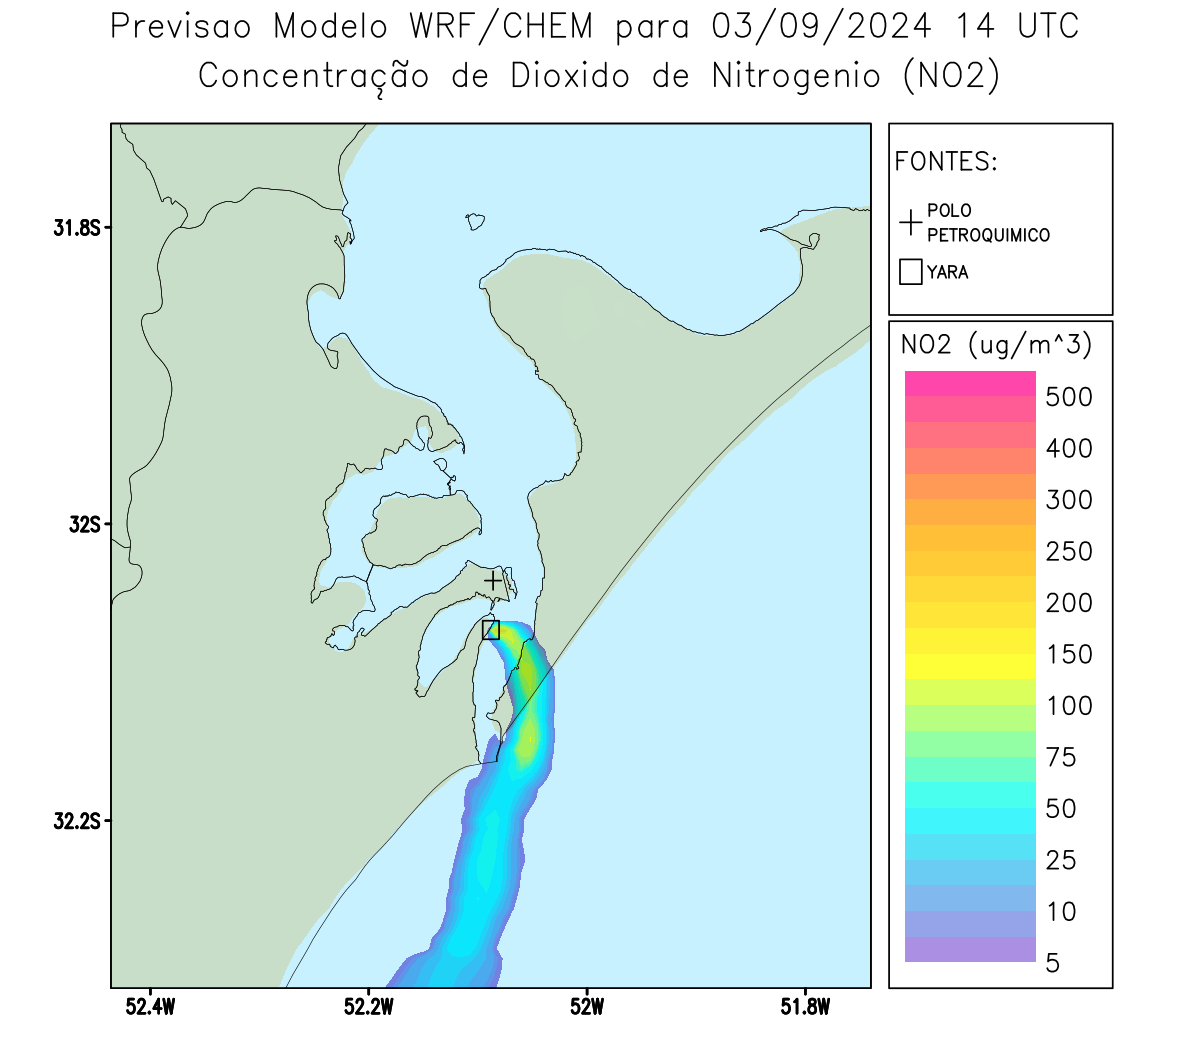 Previsao Modelo WRF/CHEM para 03/09/2024 14 UTC
Concentração de Dioxido de Nitrogenio (NO2)
FONTES:
POLO
PETROQUIMICO
YARA
NO2 (ug/m^3)
500
400
300
250
200
150
100
75
50
25
10
5
31.8S
32S
32.2S
52.4W
52.2W
52W
51.8W